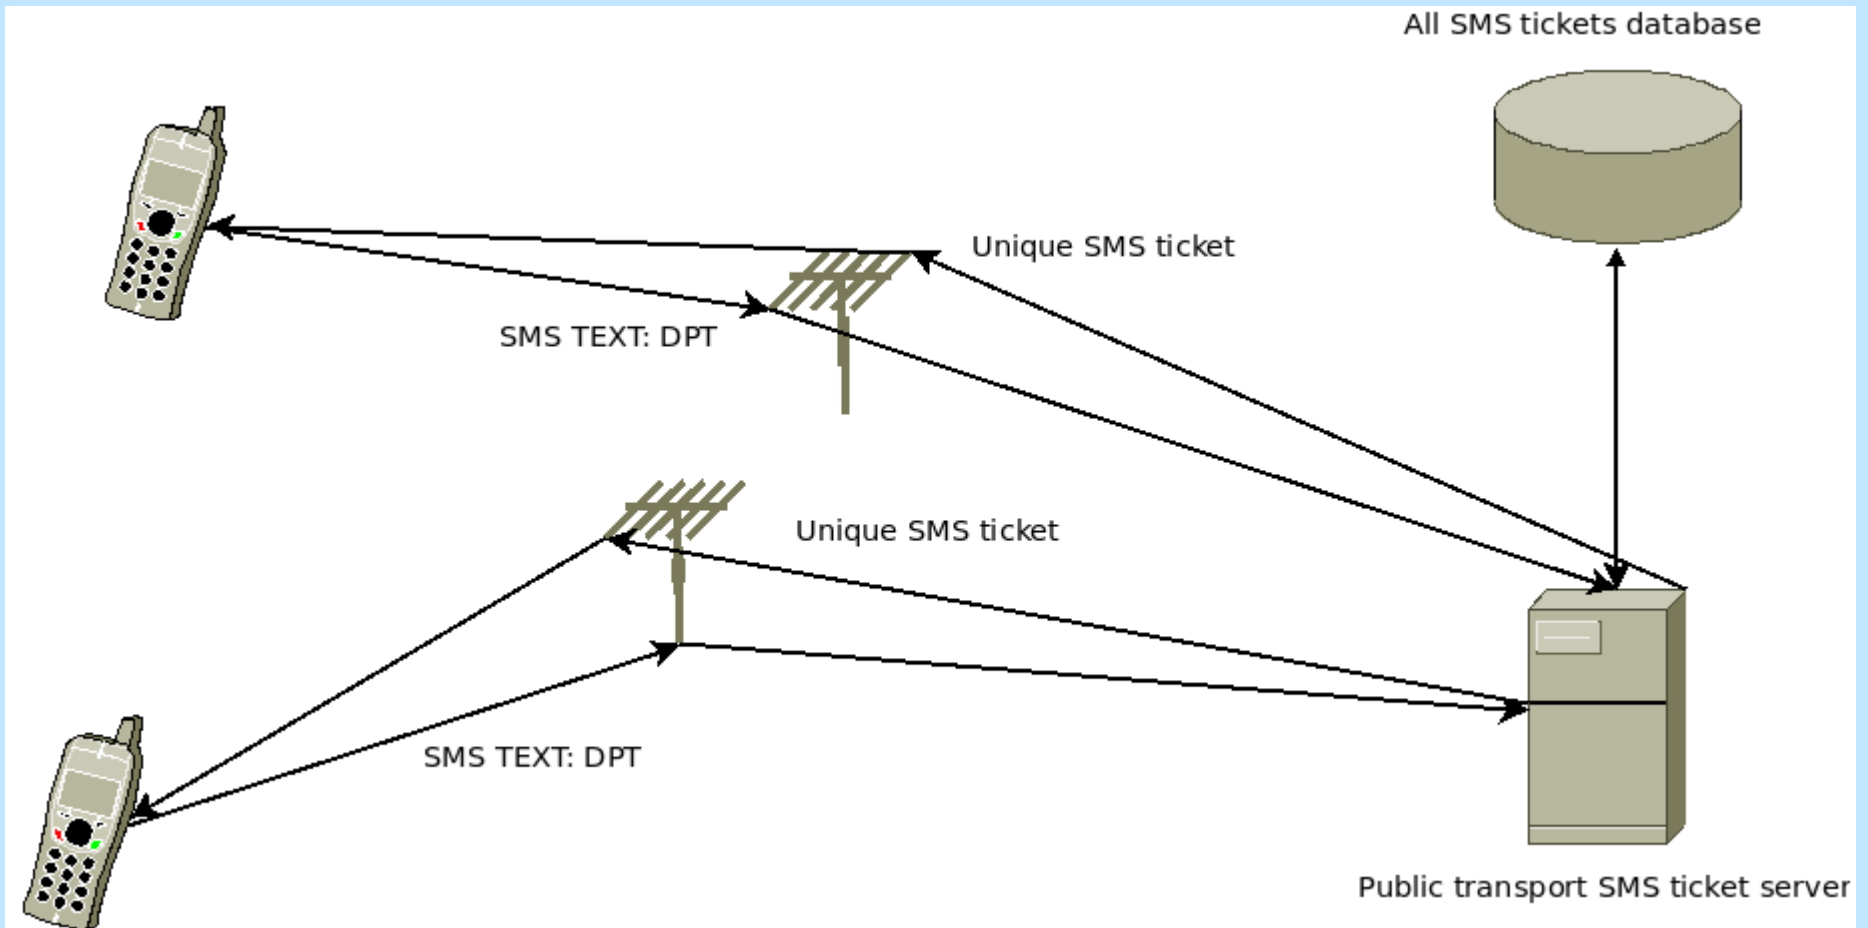 All SMS tickets database
Unique SMS ticket
SMS TEXT: DPT
Unique SMS ticket
SMS TEXT: DPT
Public transport SMS ticket server